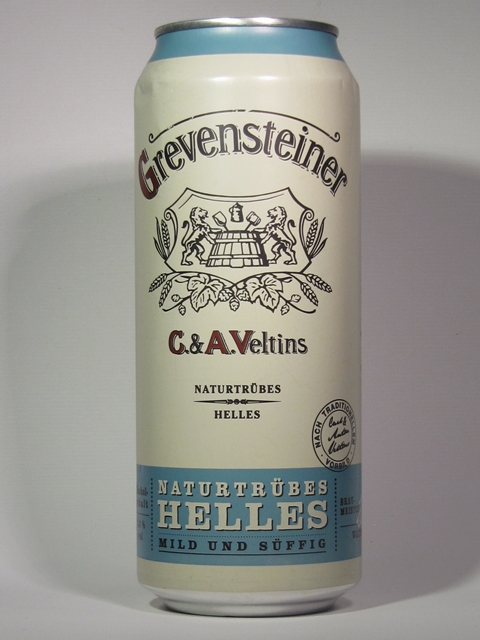 Grevensteiner
C.&A.Veltins
NATURTRÜBES
HELLES
NACH TRADITIONELLEM
VORBILD
NATURTRÜBES
HELLES
MILD UND SÜFFIG